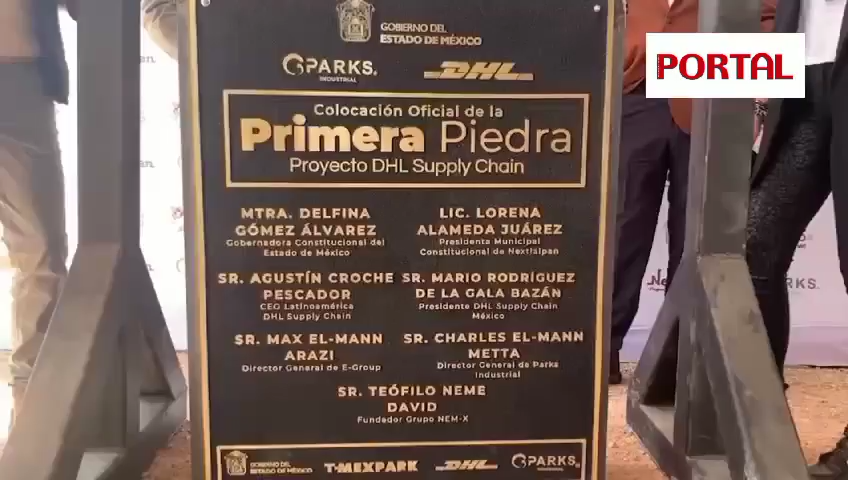 GOBIERNO DEL
ESTADO DE MÉXICO
PARKS.
INDUSTRIAL
DHL
PORTAL
Colocación Oficial de la
Primera Piedra
Proyecto DHL Supply Chain
MTRA. DELFINA
GÓMEZ ÁLVAREZ
Gobernadora Constitucional del
Estado de México
LIC. LORENA
ALAMEDA JUÁREZ
Presidenta Municipal
Constitucional de Nextlalpan
SR. AGUSTÍN CROCHE
PESCADOR
CEO Latinoamérica
DHL Supply Chain
SR. MARIO RODRÍGUEZ
DE LA GALA BAZÁN
Presidente DHL Supply Chain
México
SR. MAX EL-MANN
ARAZI
Director General de E-Group
SR. CHARLES EL-MANN
METTA
Director General de Parks
Industrial
SR. TEÓFILO NEME
DAVID
Fundador Grupo NEM-X
GOBIERNO DEL
ESTADO DE MÉXICO
T-MEXPARK
DHL
PARKS.
PARKS.